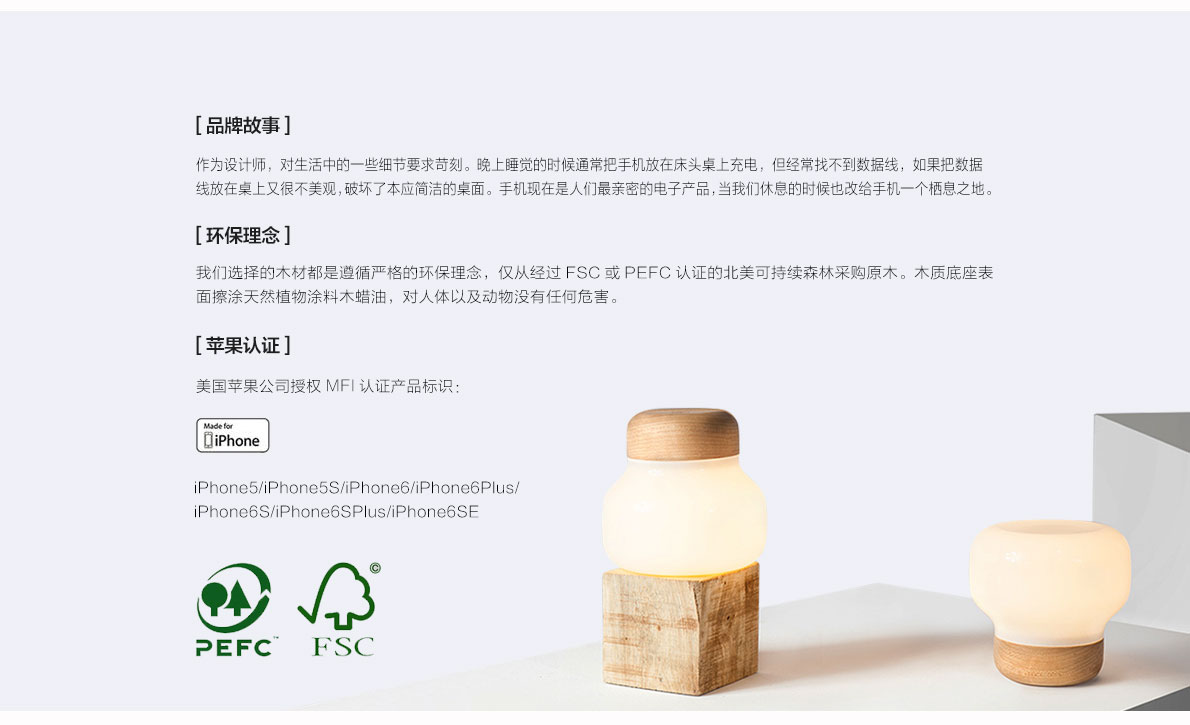 [ 品牌故事 ]
作为设计师，对生活中的一些细节要求苛刻。晚上睡觉的时候通常把手机放在床头桌上充电，但经常找不到数据线，如果把数据
线放在桌上又很不美观，破坏了本应简洁的桌面。手机现在是人们最亲密的电子产品，当我们休息的时候也改给手机一个栖息之地。
[ 环保理念 ]
我们选择的木材都是遵循严格的环保理念，仅从经过 FSC 或 PEFC 认证的北美可持续森林采购原木。木质底座表
面擦涂天然植物涂料木蜡油，对人体以及动物没有任何危害。
[ 苹果认证 ]
美国苹果公司授权 MFI 认证产品标识：
Made for
iPhone
iPhone5/iPhone5S/iPhone6/iPhone6Plus/
iPhone6S/iPhone6SPlus/iPhone6SE
PEFC™
©
FSC